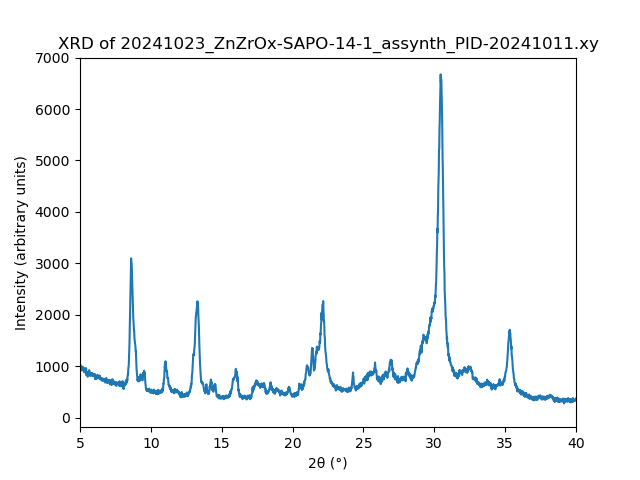 XRD of 20241023_ZnZrOx-SAPO-14-1_assynth_PID-20241011.xy
7000
6000
5000
4000
3000
2000
1000
0
Intensity (arbitrary units)
5 10 15 20 25 30 35 40
2θ (°)